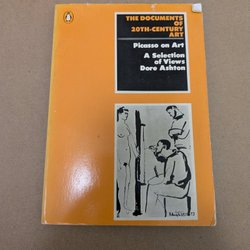 THE DOCUMENTS
OF
20TH-CENTURY
ART
Picasso on Art
A Selection
of Views
Dore Ashton